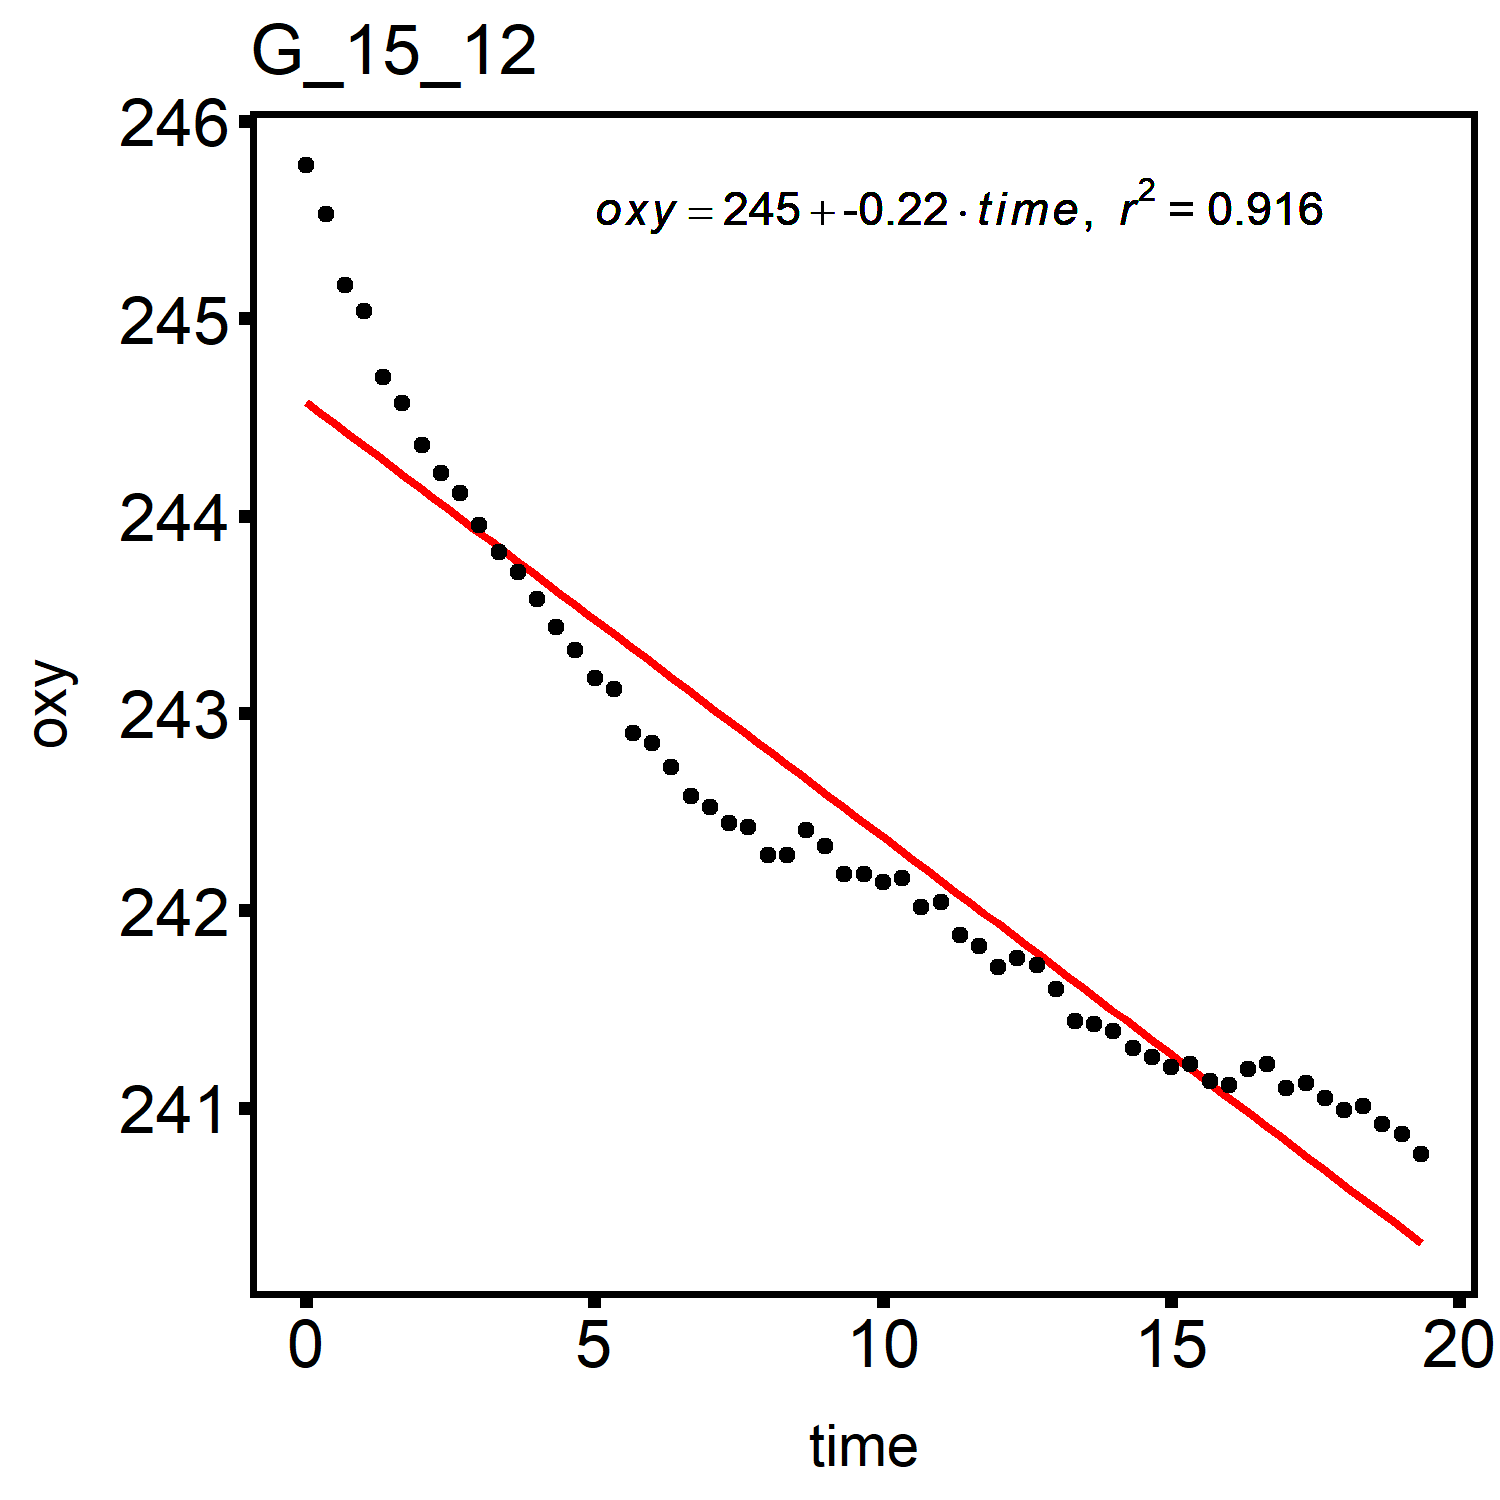 G_15_12
246
oxy = 245 + -0.22 · time, r² = 0.916
245
244
243
242
241
oxy
0 5 10 15 20
time